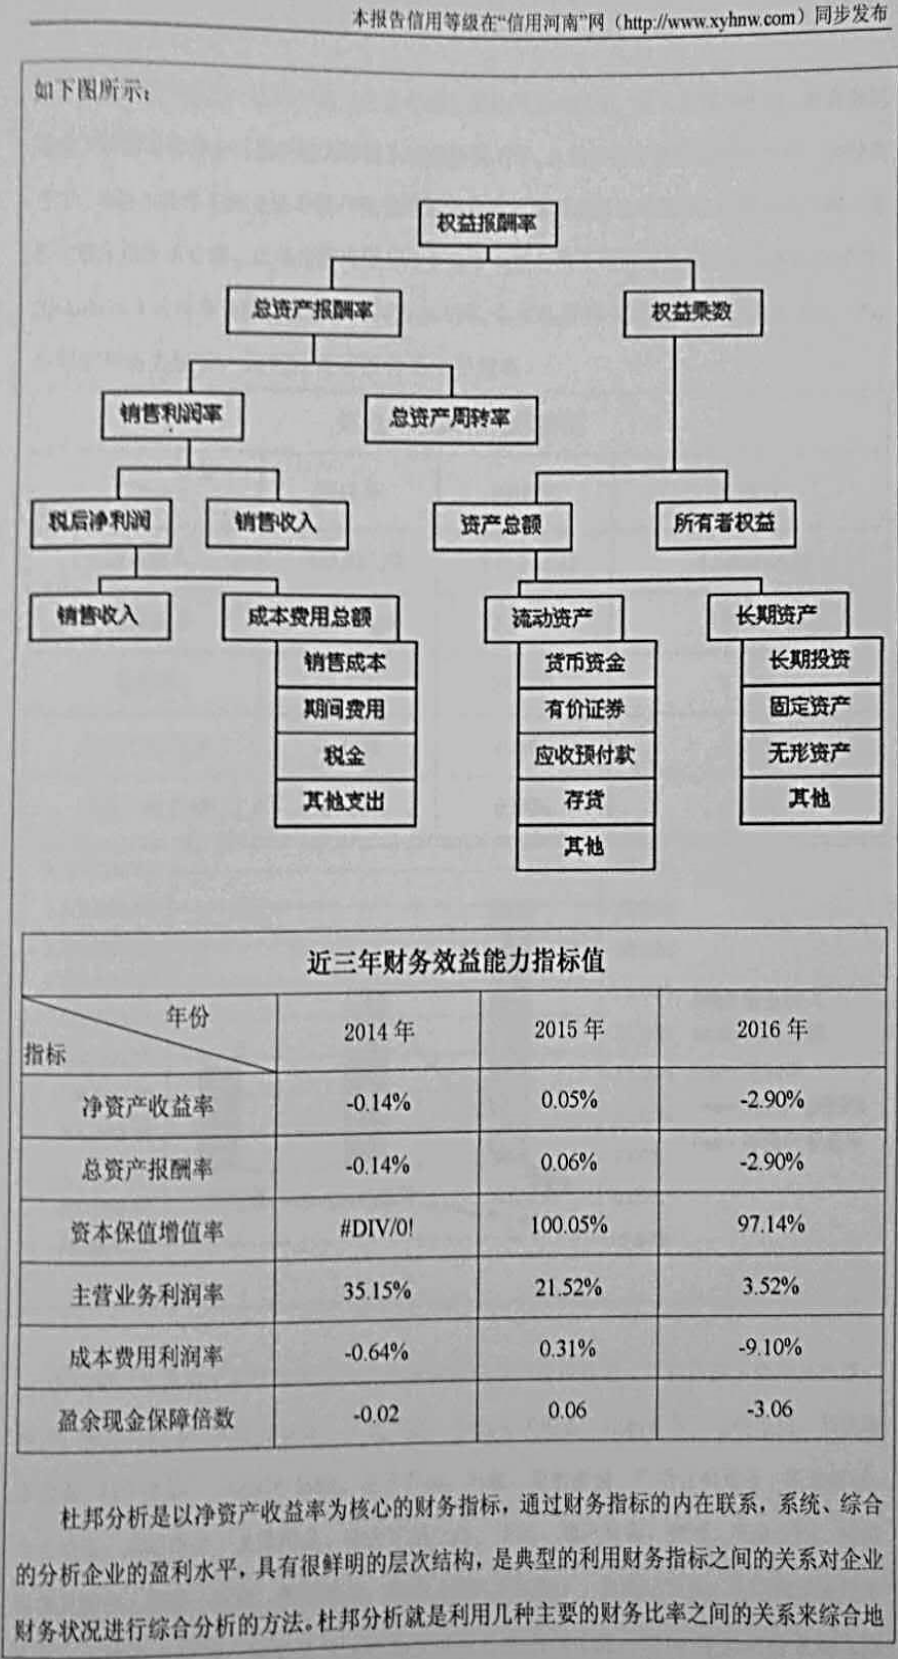 本报告信用等级在“信用河南”网（http://www.xyhnw.com）同步发布
如下图所示：
权益报酬率
总资产报酬率 权益乘数
销售利润率 总资产周转率
税后净利润 销售收入 资产总额 所有者权益
销售收入 成本费用总额 流动资产 长期资产
销售成本 货币资金 长期投资
期间费用 有价证券 固定资产
税金 应收预付款 无形资产
其他支出 存货 其他
其他
近三年财务效益能力指标值
年份 指标 2014 年 2015 年 2016 年
净资产收益率 -0.14% 0.05% -2.90%
总资产报酬率 -0.14% 0.06% -2.90%
资本保值增值率 #DIV/0! 100.05% 97.14%
主营业务利润率 35.15% 21.52% 3.52%
成本费用利润率 -0.64% 0.31% -9.10%
盈余现金保障倍数 -0.02 0.06 -3.06
杜邦分析是以净资产收益率为核心的财务指标，通过财务指标的内在联系，系统、综合
的分析企业的盈利水平，具有很鲜明的层次结构，是典型的利用财务指标之间的关系对企业
财务状况进行综合分析的方法。杜邦分析就是利用几种主要的财务比率之间的关系来综合地